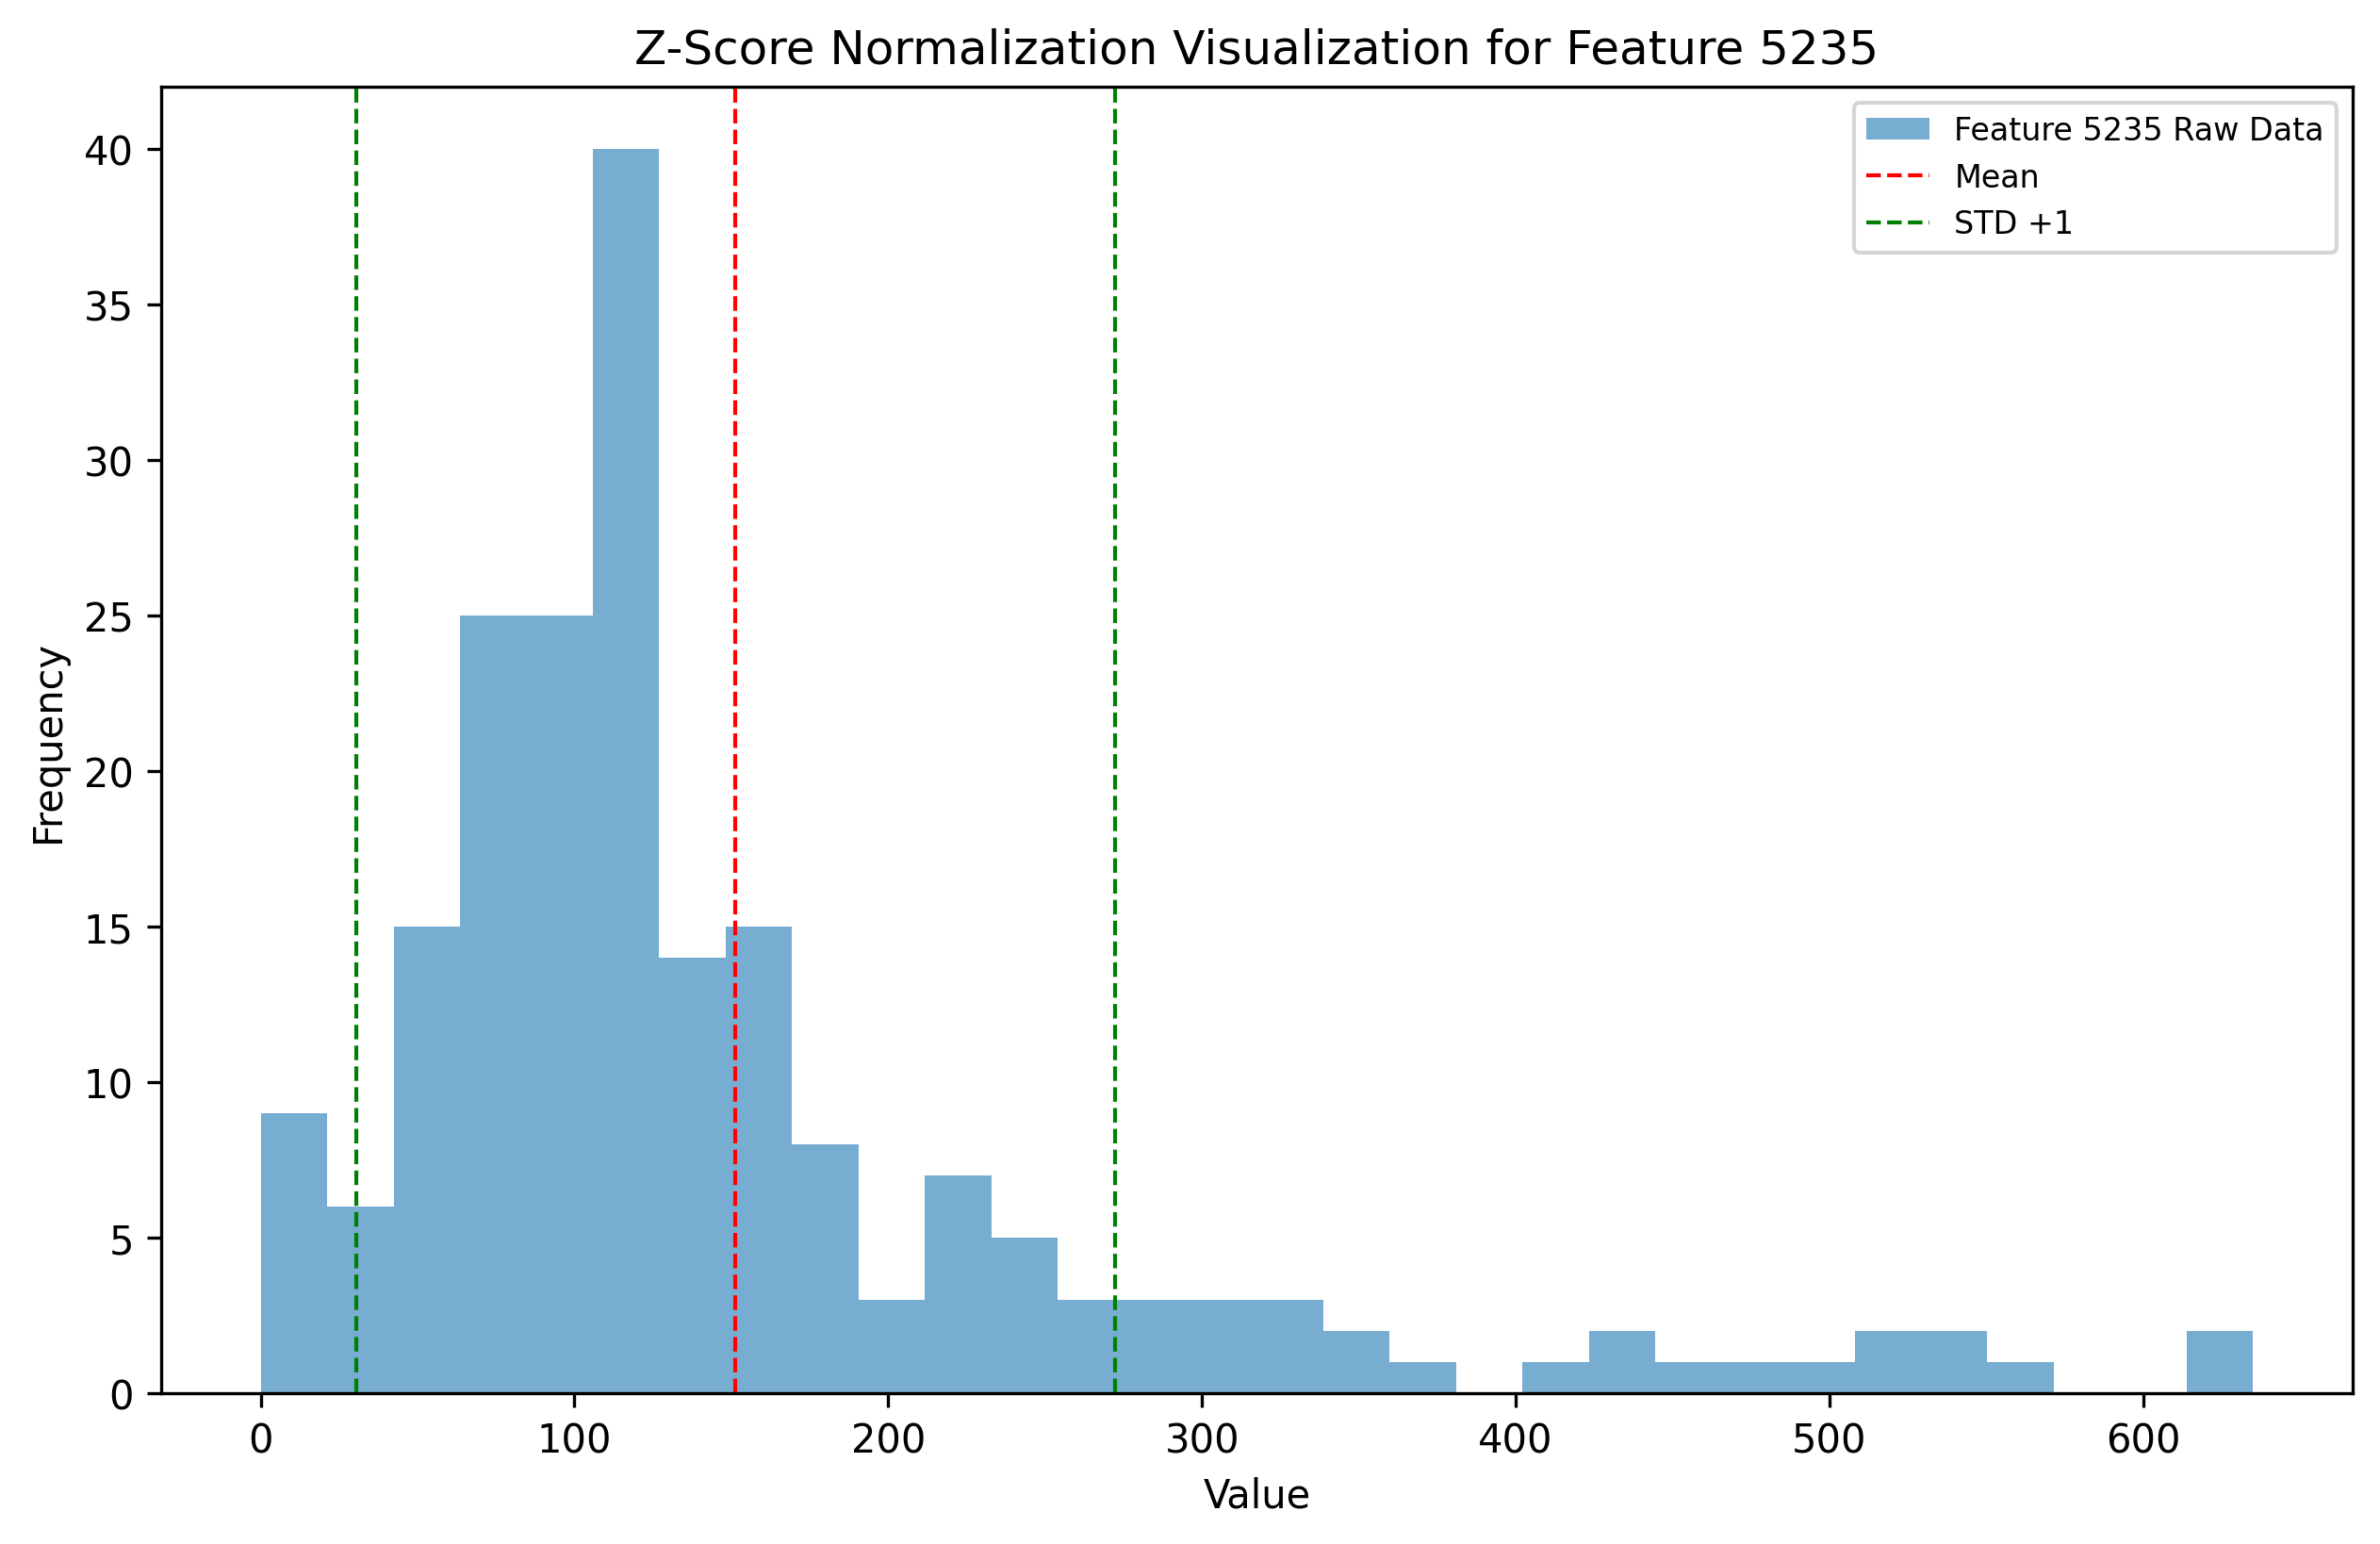 Z-Score Normalization Visualization for Feature 5235
Feature 5235 Raw Data
Mean
STD +1
40
35
30
25
20
15
10
5
0
Frequency
0 100 200 300 400 500 600
Value